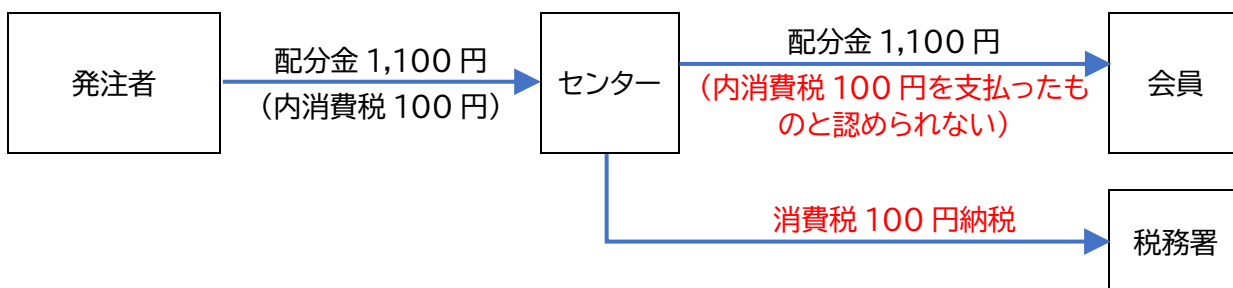 発注者
配分金 1,100 円
（内消費税 100 円）
センター
配分金 1,100 円
（内消費税 100 円を支払ったも
のと認められない）
会員
消費税 100 円納税
税務署